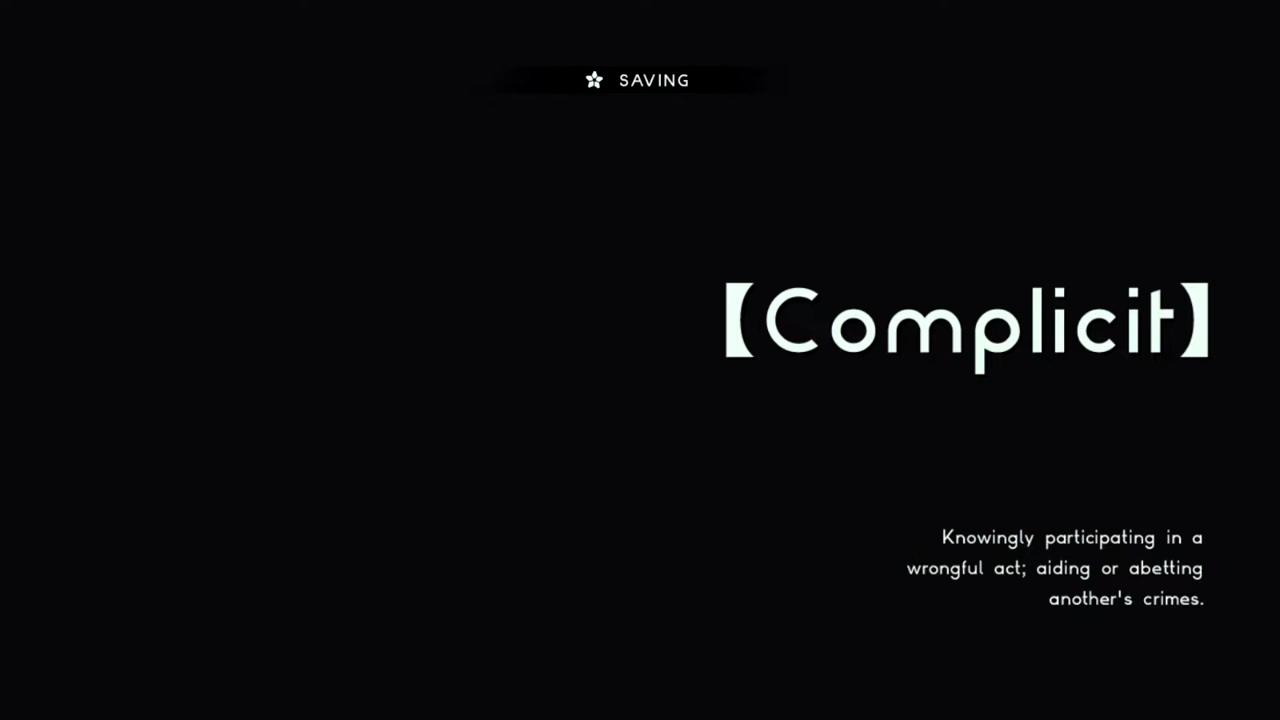 SAVING
【Complicit】
Knowingly participating in a
wrongful act; aiding or abetting
another's crimes.